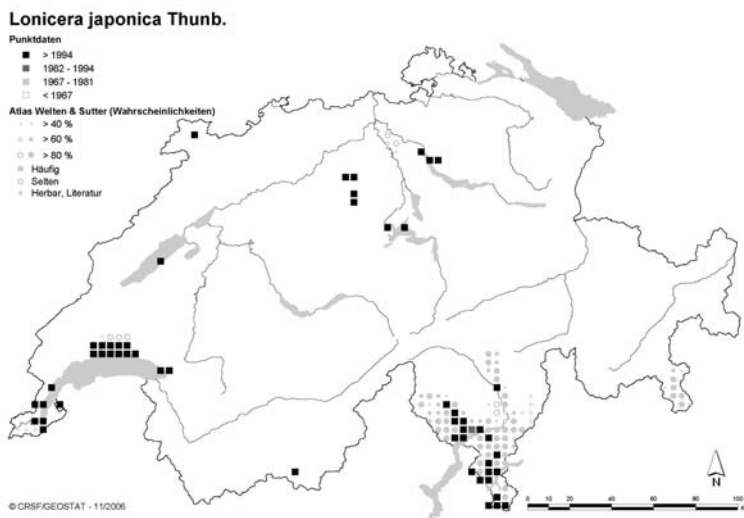 Lonicera japonica Thunb.
Punktdaten
> 1994
1982 - 1994
1967 - 1981
< 1967
Atlas Welten & Sutter (Wahrscheinlichkeiten)
> 40 %
> 60 %
> 80 %
Häufig
Selten
Herbar, Literatur
N
0 20 40 60 80 100
© CRSF/GEOSTAT - 11/2006